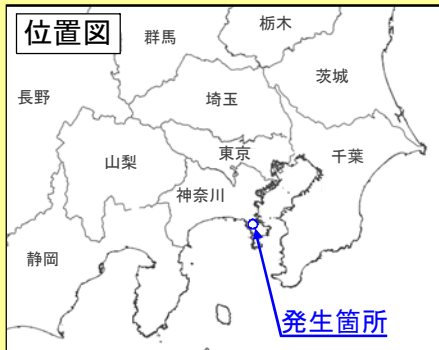 位置図
栃木
群馬
茨城
長野
埼玉
東京
千葉
山梨
神奈川
静岡
発生箇所